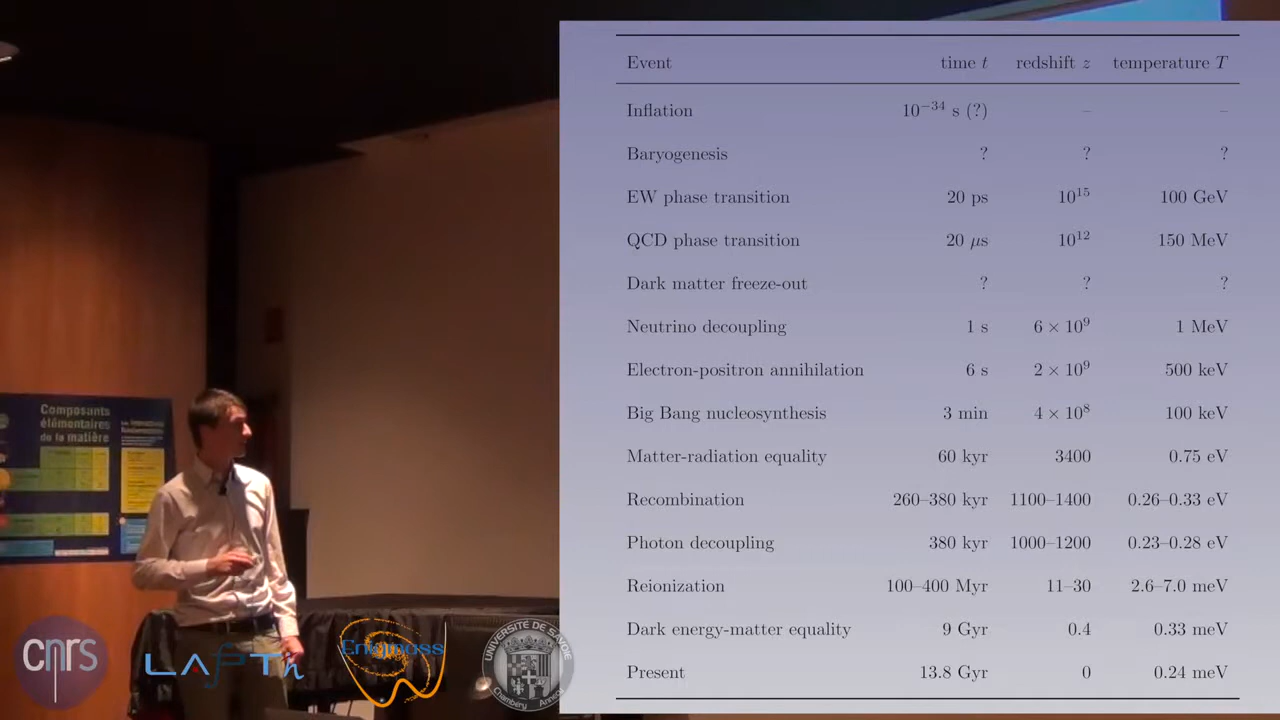 Event time t redshift z temperature T
Inflation 10⁻³⁴ s (?) – –
Baryogenesis ? ? ?
EW phase transition 20 ps 10¹⁵ 100 GeV
QCD phase transition 20 μs 10¹² 150 MeV
Dark matter freeze-out ? ? ?
Neutrino decoupling 1 s 6 × 10⁹ 1 MeV
Electron-positron annihilation 6 s 2 × 10⁹ 500 keV
Big Bang nucleosynthesis 3 min 4 × 10⁸ 100 keV
Matter-radiation equality 60 kyr 3400 0.75 eV
Recombination 260–380 kyr 1100–1400 0.26–0.33 eV
Photon decoupling 380 kyr 1000–1200 0.23–0.28 eV
Reionization 100–400 Myr 11–30 2.6–7.0 meV
Dark energy-matter equality 9 Gyr 0.4 0.33 meV
Present 13.8 Gyr 0 0.24 meV
Composants
élémentaires
de la matière
cnrs
LAPTh
Enigmass
UNIVERSITÉ DE SAVOIE
Chambéry Annecy